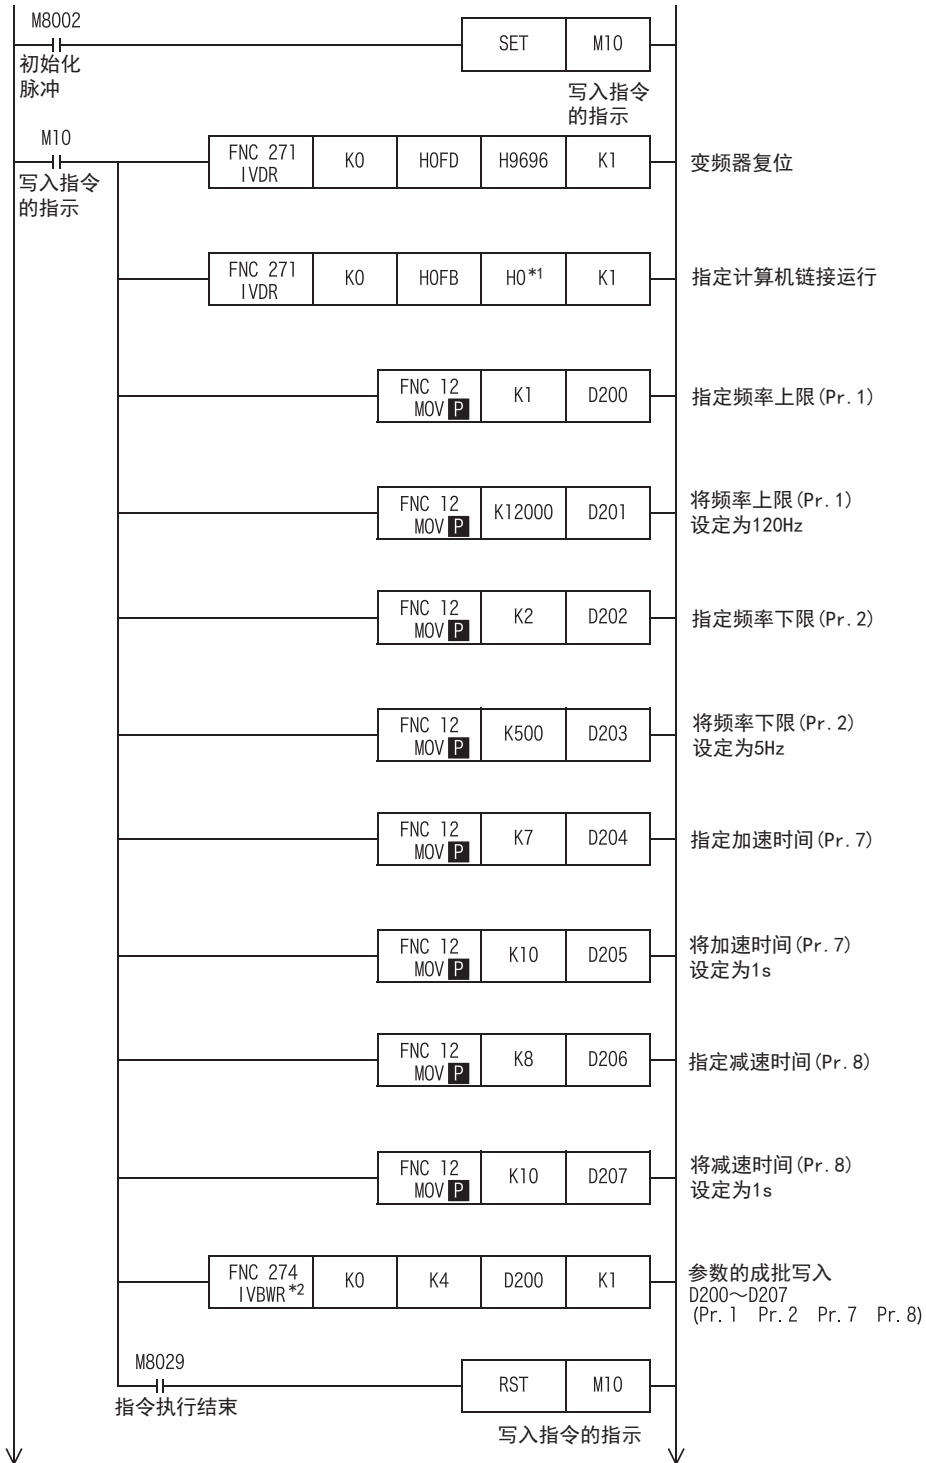 M8002
SET M10
初始化
脉冲
写入指令
的指示
M10
FNC 271
IVDR K0 H0FD H9696 K1 变频器复位
写入指令
的指示
FNC 271
IVDR K0 H0FB H0*1 K1 指定计算机链接运行
FNC 12
MOV P K1 D200 指定频率上限(Pr.1)
FNC 12
MOV P K12000 D201 将频率上限(Pr.1)
设定为120Hz
FNC 12
MOV P K2 D202 指定频率下限(Pr.2)
FNC 12
MOV P K500 D203 将频率下限(Pr.2)
设定为5Hz
FNC 12
MOV P K7 D204 指定加速时间(Pr.7)
FNC 12
MOV P K10 D205 将加速时间(Pr.7)
设定为1s
FNC 12
MOV P K8 D206 指定减速时间(Pr.8)
FNC 12
MOV P K10 D207 将减速时间(Pr.8)
设定为1s
FNC 274
IVBWR*2 K0 K4 D200 K1 参数的成批写入
D200～D207
(Pr.1 Pr.2 Pr.7 Pr.8)
M8029
RST M10
指令执行结束
写入指令的指示